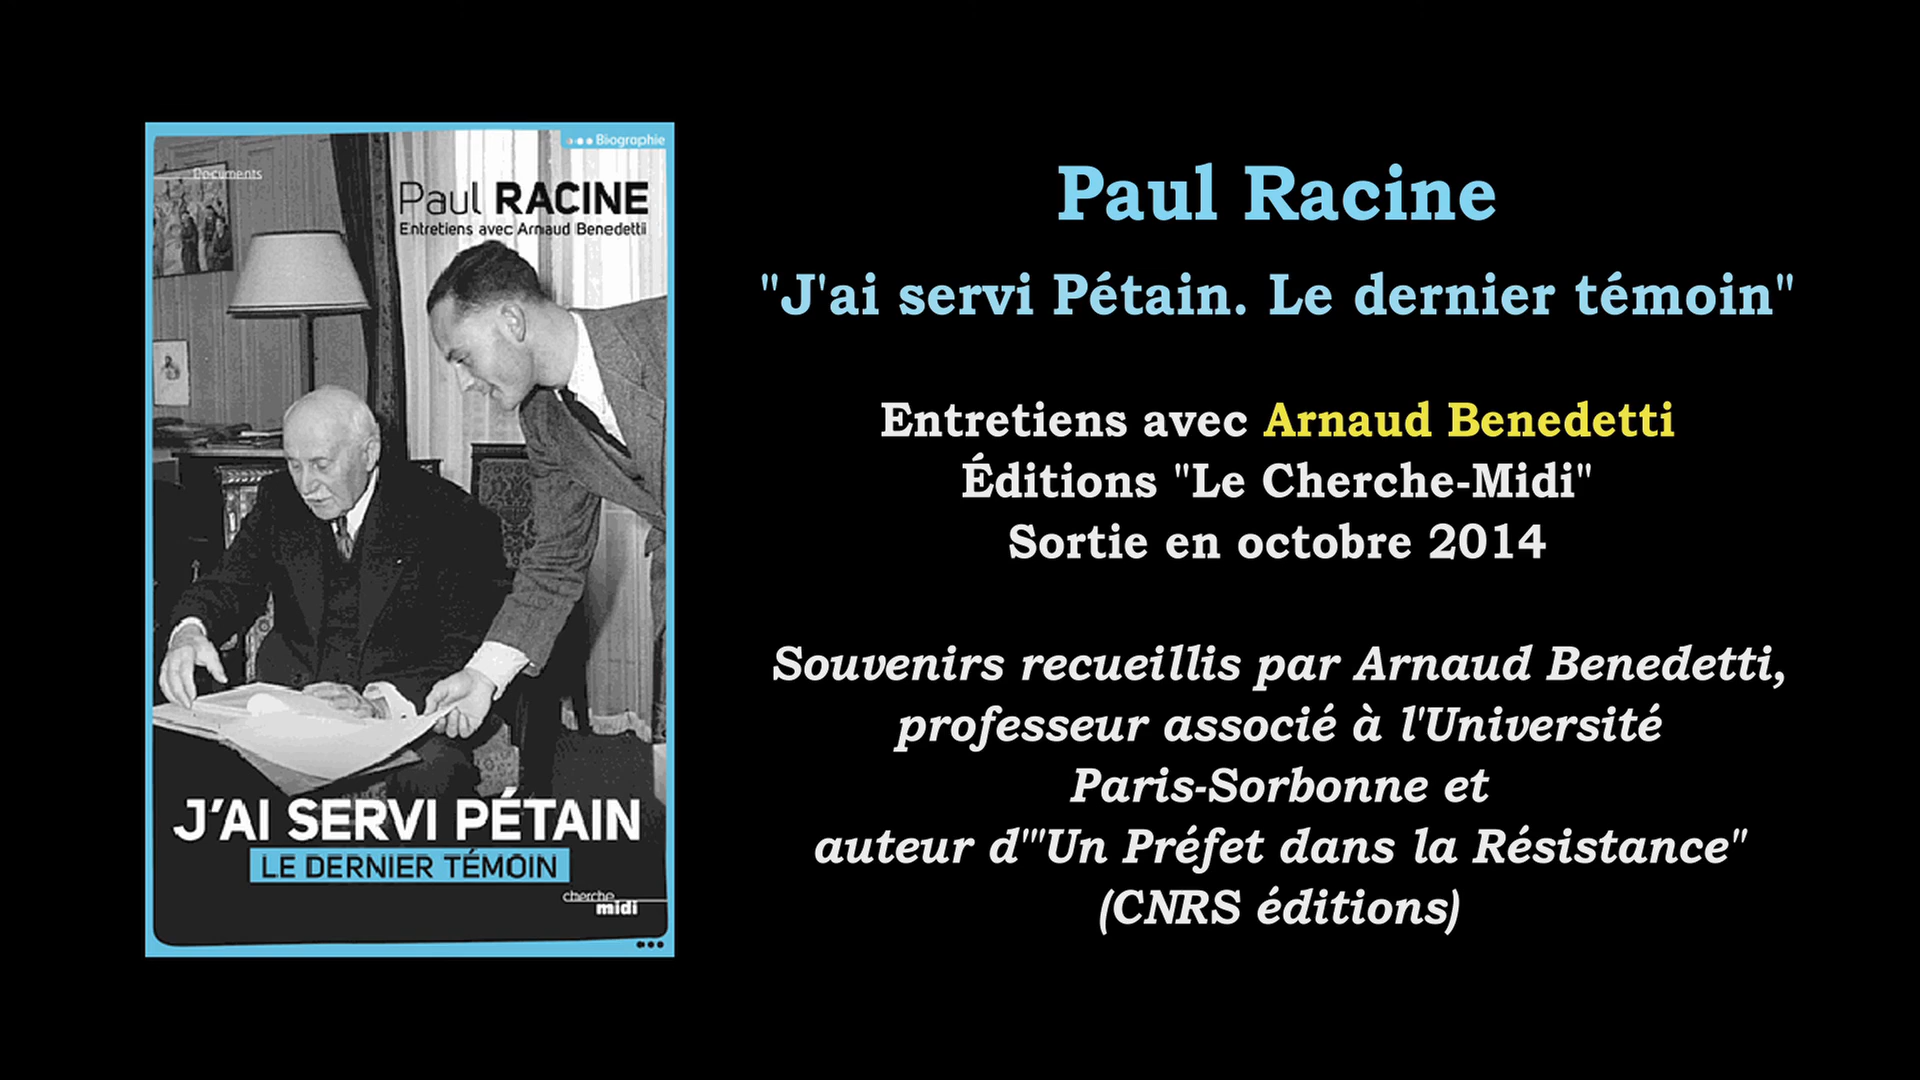 Biographie
Documents
Paul RACINE
Entretiens avec Arnaud Benedetti
J'AI SERVI PÉTAIN
LE DERNIER TÉMOIN
cherche
midi
Paul Racine
"J'ai servi Pétain. Le dernier témoin"
Entretiens avec Arnaud Benedetti
Éditions "Le Cherche-Midi"
Sortie en octobre 2014
Souvenirs recueillis par Arnaud Benedetti,
professeur associé à l'Université
Paris-Sorbonne et
auteur d'"Un Préfet dans la Résistance"
(CNRS éditions)